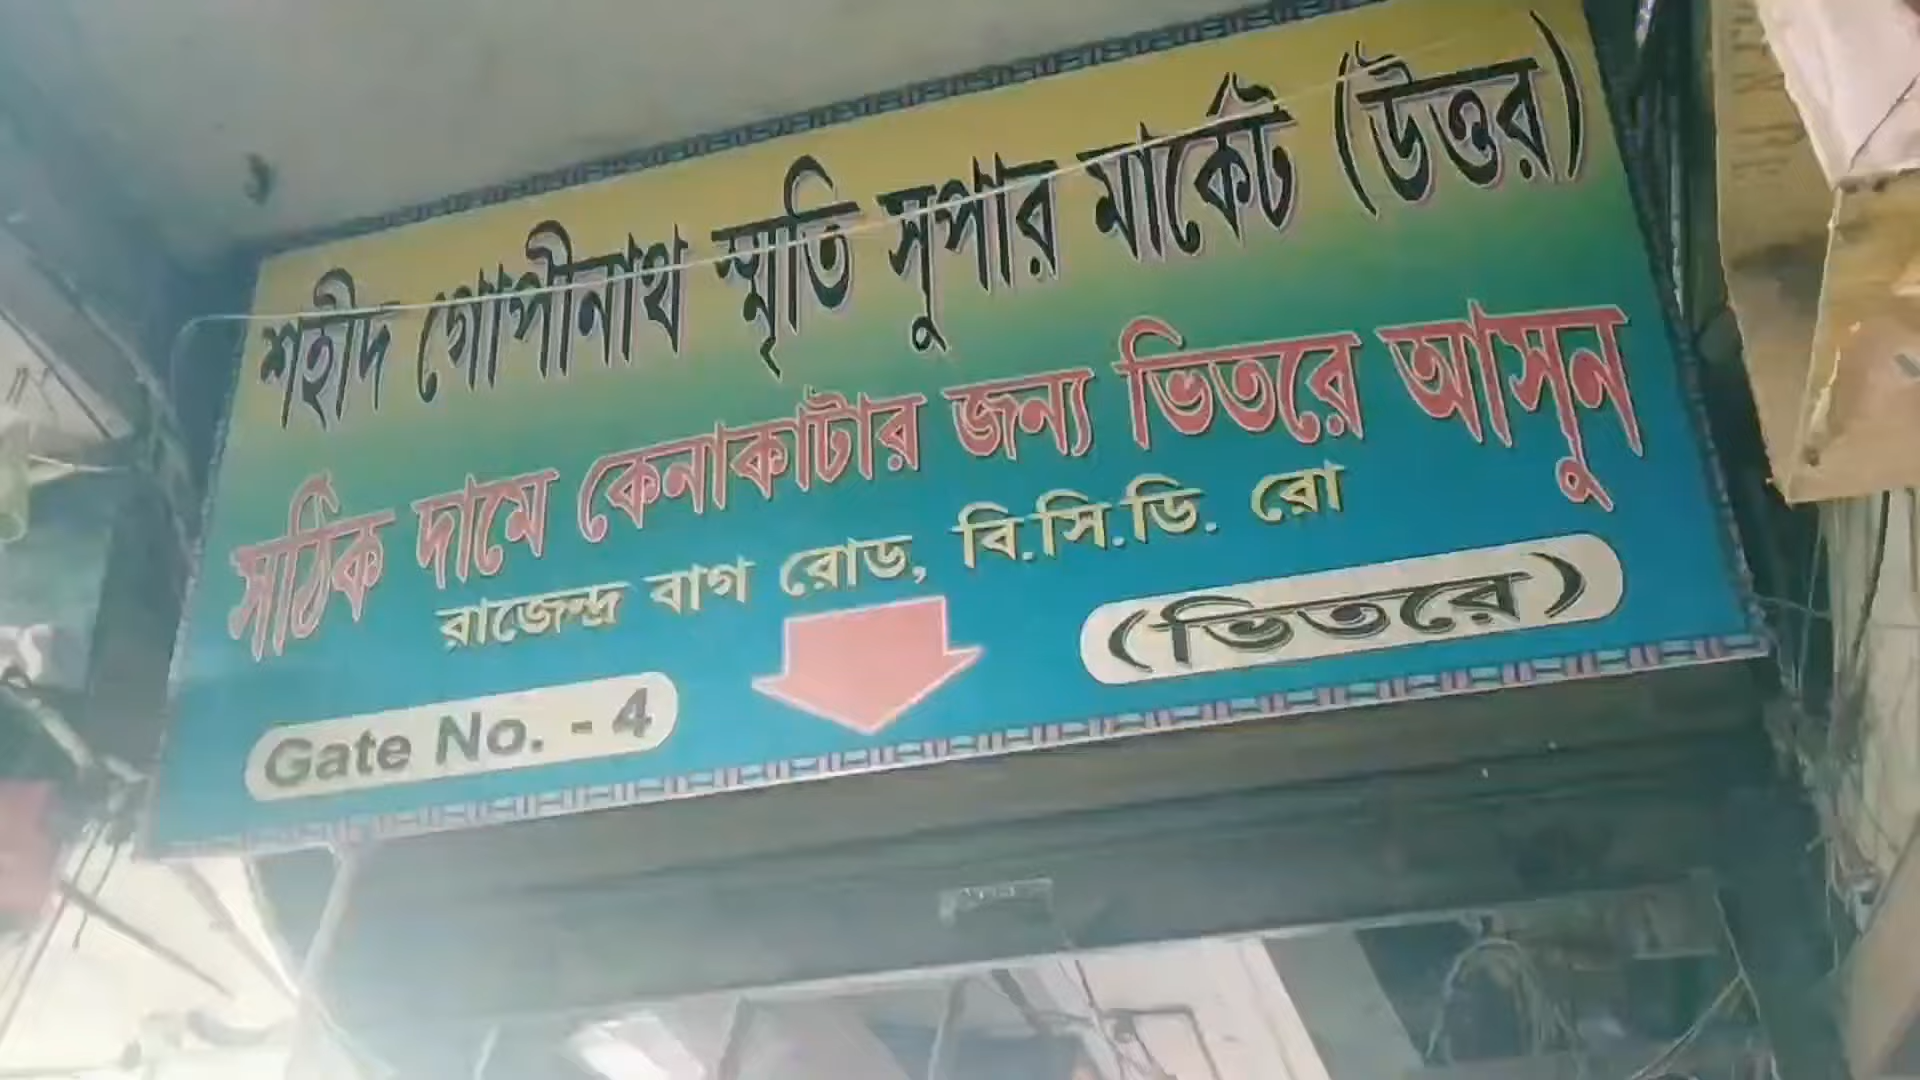 শহীদ গোপীনাথ স্মৃতি সুপার মার্কেট (উত্তর)
সঠিক দামে কেনাকাটার জন্য ভিতরে আসুন
রাজেন্দ্র বাগ রোড, বি.সি.ডি. রো
Gate No. - 4
(ভিতরে)